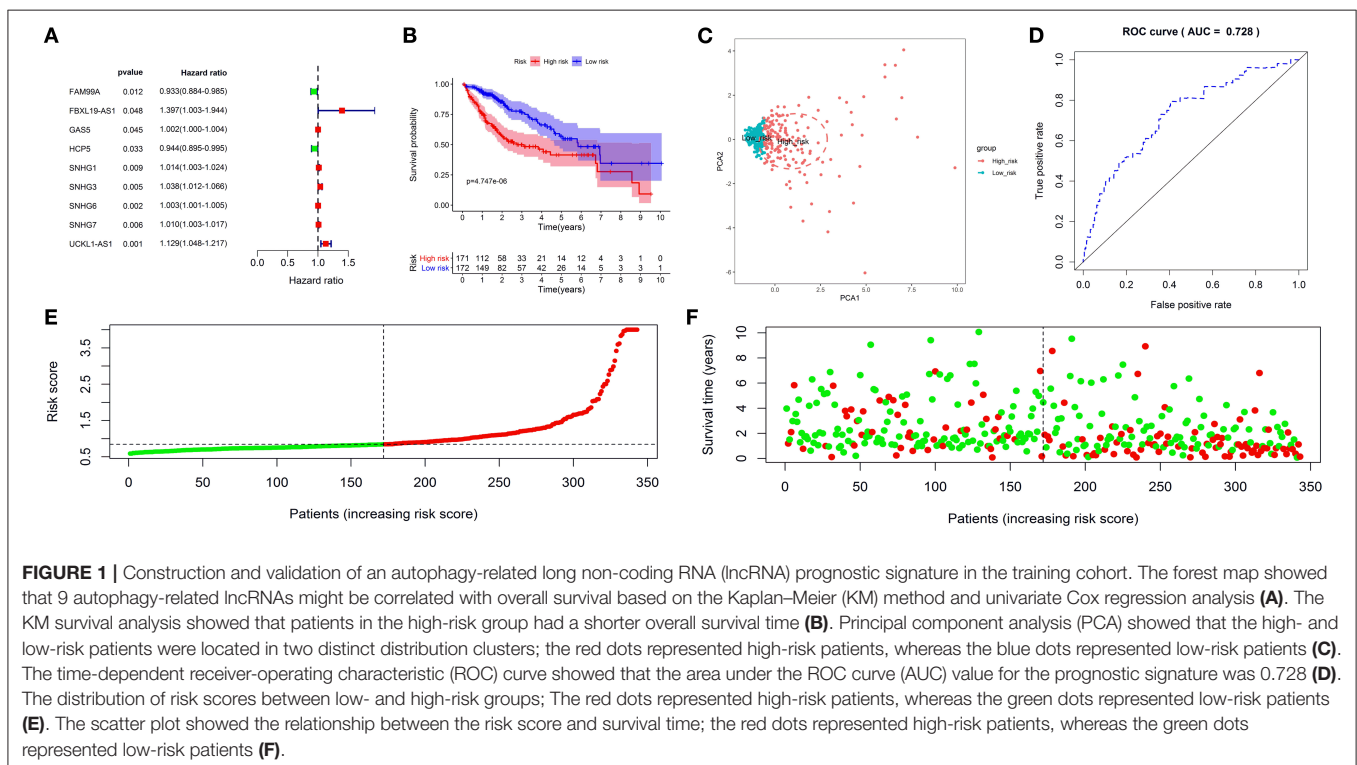 A
pvalue Hazard ratio
FAM99A 0.012 0.933(0.884-0.985)
FBXL19-AS1 0.048 1.397(1.003-1.944)
GAS5 0.045 1.002(1.000-1.004)
HCP5 0.033 0.944(0.895-0.995)
SNHG1 0.009 1.014(1.003-1.024)
SNHG3 0.005 1.038(1.012-1.066)
SNHG6 0.002 1.003(1.001-1.005)
SNHG7 0.006 1.010(1.003-1.017)
UCKL1-AS1 0.001 1.129(1.048-1.217)
0.0 0.5 1.0 1.5
Hazard ratio
B
Risk High risk Low risk
1.00
0.75
0.50
0.25
0.00
Survival probability
p=4.747e-06
0 1 2 3 4 5 6 7 8 9 10
Time(years)
Risk
High risk 171 112 58 33 21 14 12 4 3 1 0
Low risk 172 149 82 57 42 26 14 5 3 3 1
0 1 2 3 4 5 6 7 8 9 10
Time(years)
C
4
2
0
-2
-4
-6
PCA2
Low_risk
High_risk
0.0 2.5 5.0 7.5 10.0
PCA1
group
High_risk
Low_risk
D
ROC curve ( AUC = 0.728 )
1.0
0.8
0.6
0.4
0.2
0.0
True positive rate
0.0 0.2 0.4 0.6 0.8 1.0
False positive rate
E
3.5
2.5
1.5
0.5
Risk score
0 50 100 150 200 250 300 350
Patients (increasing risk score)
F
10
8
6
4
2
0
Survival time (years)
0 50 100 150 200 250 300 350
Patients (increasing risk score)
FIGURE 1 | Construction and validation of an autophagy-related long non-coding RNA (lncRNA) prognostic signature in the training cohort. The forest map showed
that 9 autophagy-related lncRNAs might be correlated with overall survival based on the Kaplan–Meier (KM) method and univariate Cox regression analysis (A). The
KM survival analysis showed that patients in the high-risk group had a shorter overall survival time (B). Principal component analysis (PCA) showed that the high- and
low-risk patients were located in two distinct distribution clusters; the red dots represented high-risk patients, whereas the blue dots represented low-risk patients (C).
The time-dependent receiver-operating characteristic (ROC) curve showed that the area under the ROC curve (AUC) value for the prognostic signature was 0.728 (D).
The distribution of risk scores between low- and high-risk groups; The red dots represented high-risk patients, whereas the green dots represented low-risk patients
(E). The scatter plot showed the relationship between the risk score and survival time; the red dots represented high-risk patients, whereas the green dots
represented low-risk patients (F).